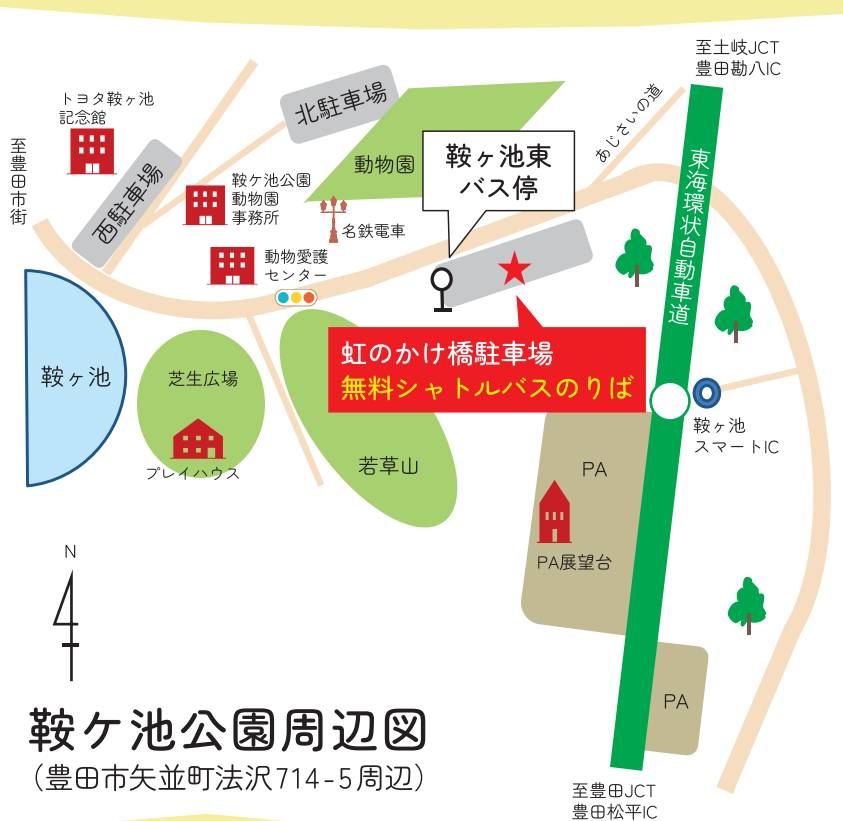 至土岐JCT
豊田勘八IC
あじさいの道
トヨタ鞍ヶ池
記念館
北駐車場
至豊田市街
西駐車場
動物園
鞍ヶ池東
バス停
東海環状自動車道
鞍ケ池公園
動物園
事務所
名鉄電車
動物愛護
センター
虹のかけ橋駐車場
無料シャトルバスのりば
鞍ヶ池
芝生広場
プレイハウス
若草山
鞍ヶ池
スマートIC
PA
PA展望台
N
PA
鞍ケ池公園周辺図
（豊田市矢並町法沢714-5周辺）
至豊田JCT
豊田松平IC